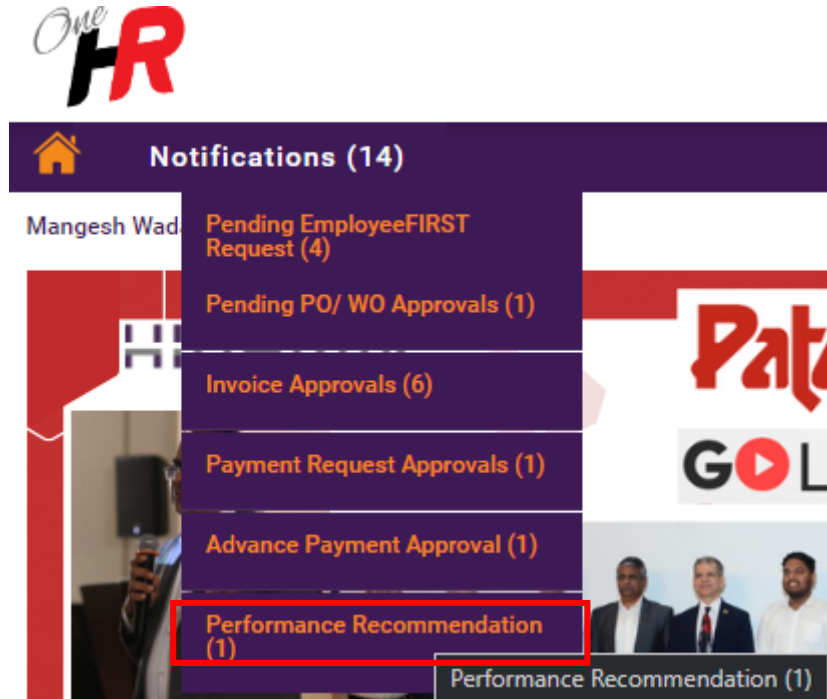 One
HR
Notifications (14)
Mangesh Wad
Pending EmployeeFIRST
Request (4)
Pending PO/ WO Approvals (1)
Invoice Approvals (6)
Payment Request Approvals (1)
Advance Payment Approval (1)
Performance Recommendation
(1)
Performance Recommendation (1)